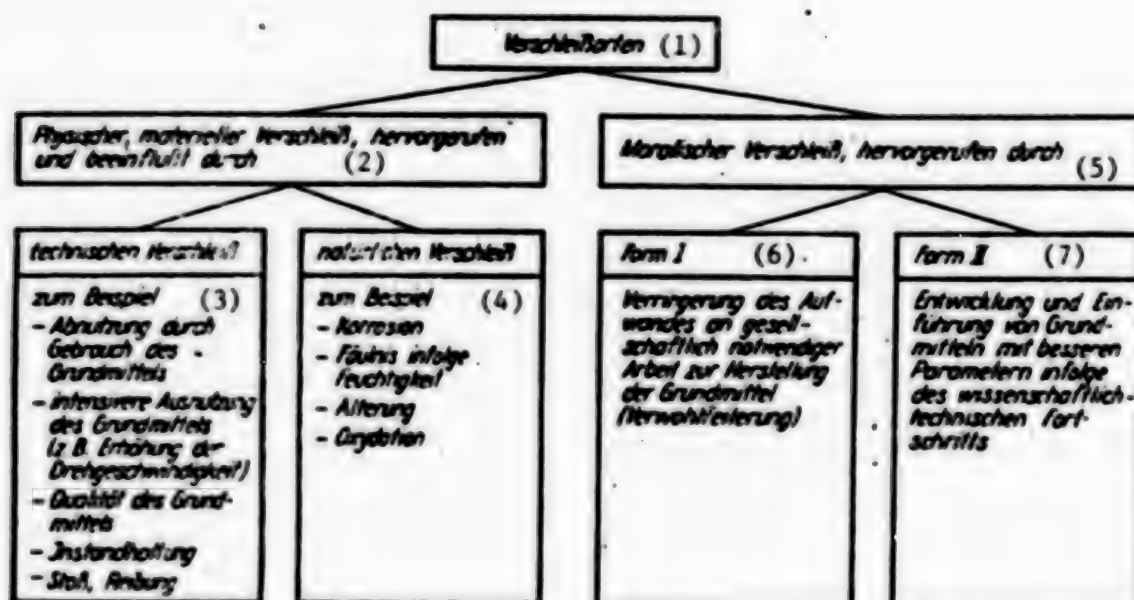 Verschleißarten (1)
Physischer, materieller Verschleiß, hervorgerufen
und beeinflußt durch (2)
Moralischer Verschleiß, hervorgerufen durch
(5)
technischen Verschleiß
zum Beispiel (3)
– Abnutzung durch
Gebrauch des
Grundmittels
– intensivere Ausnutzung
des Grundmittels
(z. B. Erhöhung der
Drehgeschwindigkeit)
– Qualität des Grund-
mittels
– Instandhaltung
– Stoß, Reibung
natürlichen Verschleiß
zum Beispiel (4)
– Korrosion
– Fäulnis infolge
Feuchtigkeit
– Alterung
– Oxydation
Form I (6)
Verringerung des Auf-
wandes an gesell-
schaftlich notwendiger
Arbeit zur Herstellung
der Grundmittel
Form II (7)
Entwicklung und Ein-
führung von Grund-
mitteln mit besseren
Parametern infolge
des wissenschaftlich-
technischen Fort-
schritts